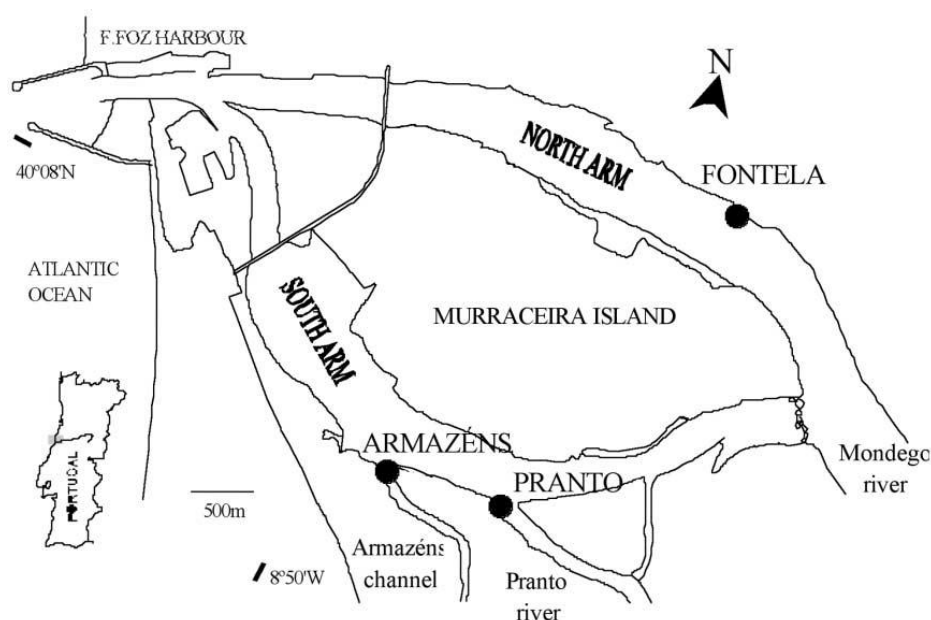 F.FOZ HARBOUR
N
NORTH ARM
40°08'N
FONTELA
ATLANTIC
OCEAN
SOUTH ARM
MURRACEIRA ISLAND
PORTUGAL
ARMAZÉNS
PRANTO
Mondego
river
500m
Armazéns
channel
8°50'W
Pranto
river